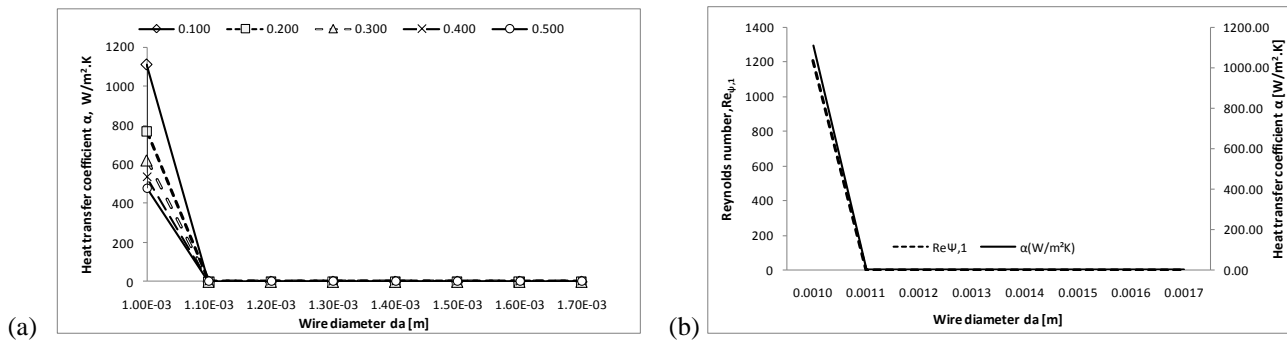 0.100 0.200 0.300 0.400 0.500
Heat transfer coefficient α, W/m².K
1200
1000
800
600
400
200
0
1.00E-03 1.10E-03 1.20E-03 1.30E-03 1.40E-03 1.50E-03 1.60E-03 1.70E-03
Wire diameter da [m]
(a)
Reynolds number,Reψ,1
1400
1200
1000
800
600
400
200
0
ReΨ,1 α(W/m²K)
1200.00
1000.00
800.00
600.00
400.00
200.00
0.00
Heat transfer coefficient α [W/m².K]
0.0010 0.0011 0.0012 0.0013 0.0014 0.0015 0.0016 0.0017
Wire diameter da [m]
(b)